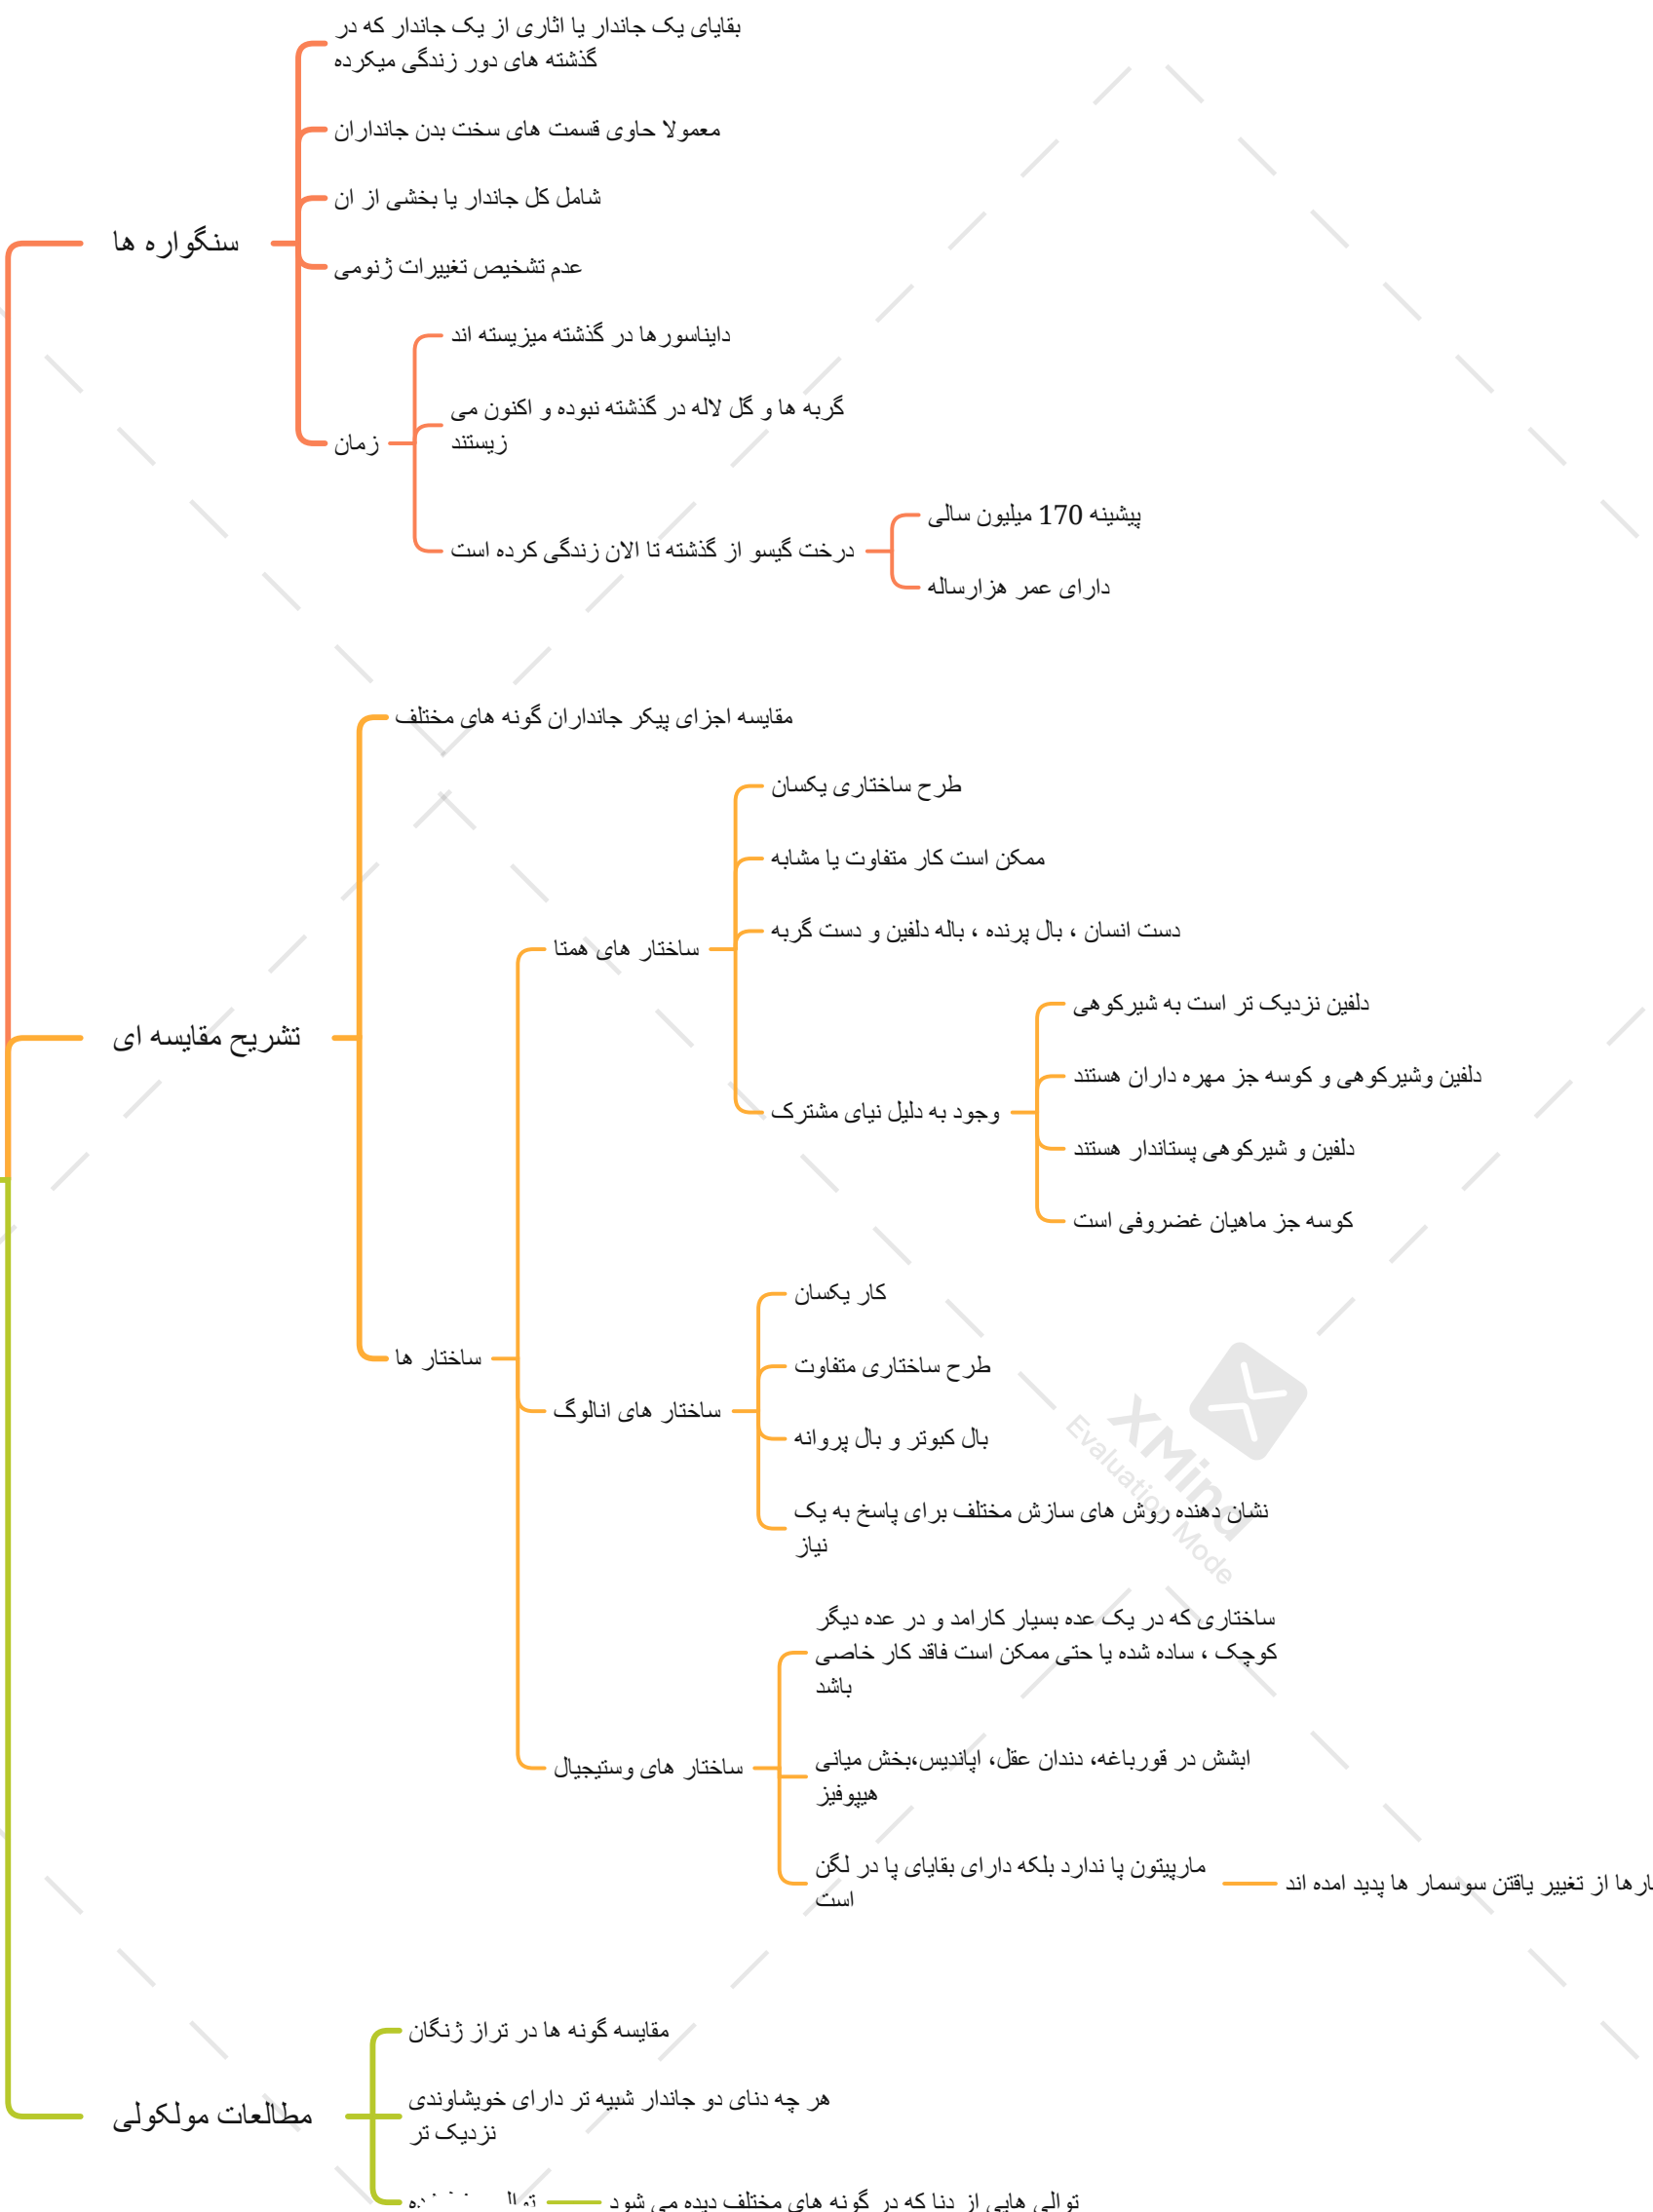 بقایای یک جاندار یا اثاری از یک جاندار که در
گذشته های دور زندگی میکرده
معمولا حاوی قسمت های سخت بدن جانداران
شامل کل جاندار یا بخشی از ان
سنگواره ها
عدم تشخیص تغییرات ژنومی
دایناسورها در گذشته میزیسته اند
گربه ها و گل لاله در گذشته نبوده و اکنون می
زیستند
زمان
پیشینه 170 میلیون سالی
درخت گیسو از گذشته تا الان زندگی کرده است
دارای عمر هزارساله
مقایسه اجزای پیکر جانداران گونه های مختلف
طرح ساختاری یکسان
ممکن است کار متفاوت یا مشابه
دست انسان ، بال پرنده ، باله دلفین و دست گربه
ساختار های همتا
دلفین نزدیک تر است به شیرکوهی
تشریح مقایسه ای
دلفین وشیرکوهی و کوسه جز مهره داران هستند
وجود به دلیل نیای مشترک
دلفین و شیرکوهی پستاندار هستند
کوسه جز ماهیان غضروفی است
کار یکسان
ساختار ها
طرح ساختاری متفاوت
ساختار های انالوگ
بال کبوتر و بال پروانه
نشان دهنده روش های سازش مختلف برای پاسخ به یک
نیاز
XMind
Evaluation Mode
ساختاری که در یک عده بسیار کارامد و در عده دیگر
کوچک ، ساده شده یا حتی ممکن است فاقد کار خاصی
باشد
ساختار های وستیجیال
ابشش در قورباغه، دندان عقل، اپاندیس،بخش میانی
هیپوفیز
مارپیتون پا ندارد بلکه دارای بقایای پا در لگن
است
از تغییر یافتن سوسمار ها پدید امده اند
مقایسه گونه ها در تراز ژنگان
هر چه دنای دو جاندار شبیه تر دارای خویشاوندی
نزدیک تر
مطالعات مولکولی
توالی هایی از دنا که در گونه های مختلف دیده می شود